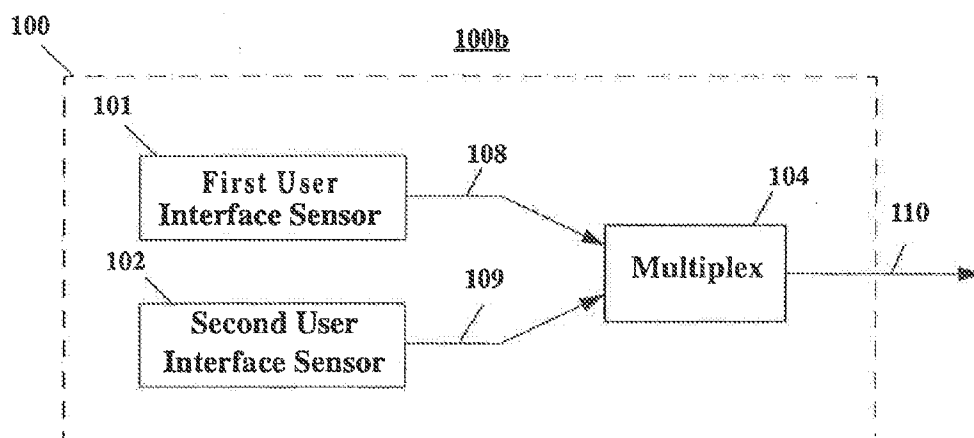 100
100b
101
108
First User
Interface Sensor
104
110
102
109
Multiplex
Second User
Interface Sensor